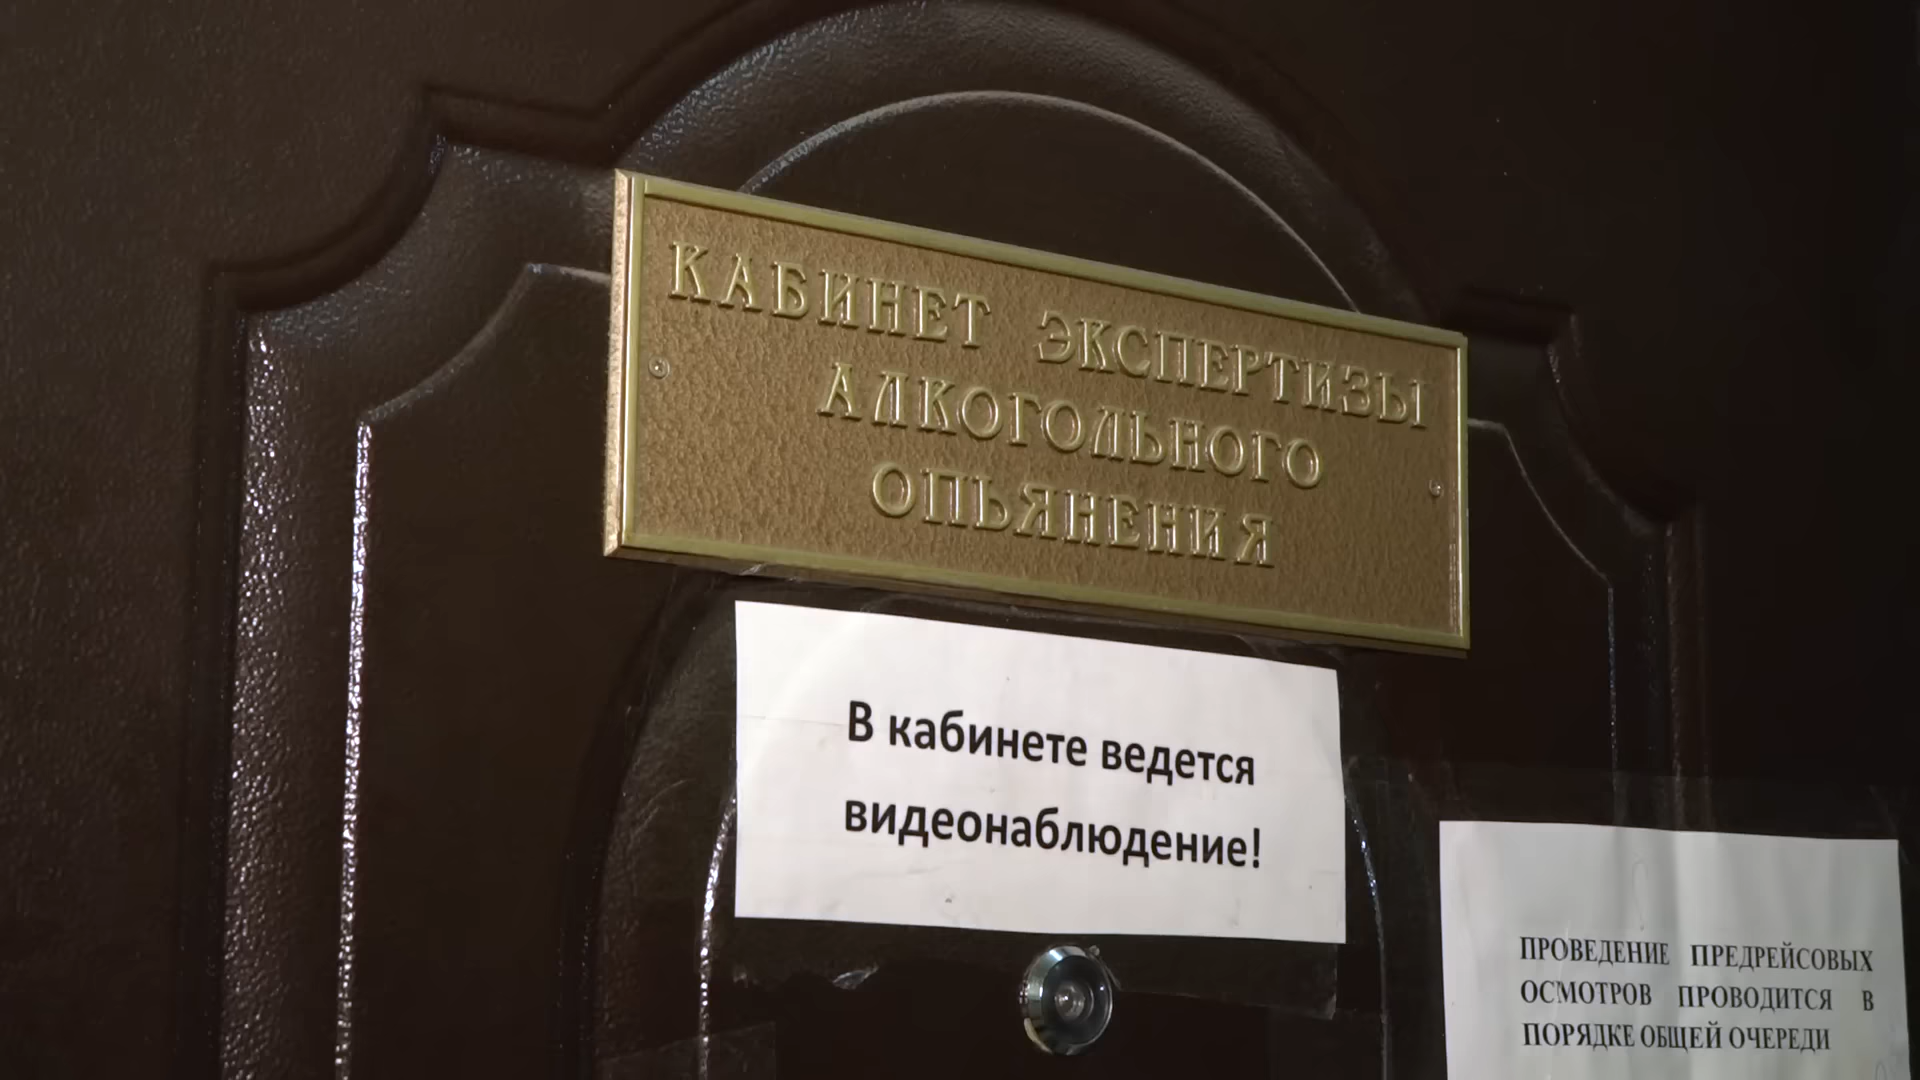 КАБИНЕТ ЭКСПЕРТИЗЫ
АЛКОГОЛЬНОГО
ОПЬЯНЕНИЯ
В кабинете ведется
видеонаблюдение!
ПРОВЕДЕНИЕ ПРЕДРЕЙСОВЫХ
ОСМОТРОВ ПРОВОДИТСЯ В
ПОРЯДКЕ ОБЩЕЙ ОЧЕРЕДИ